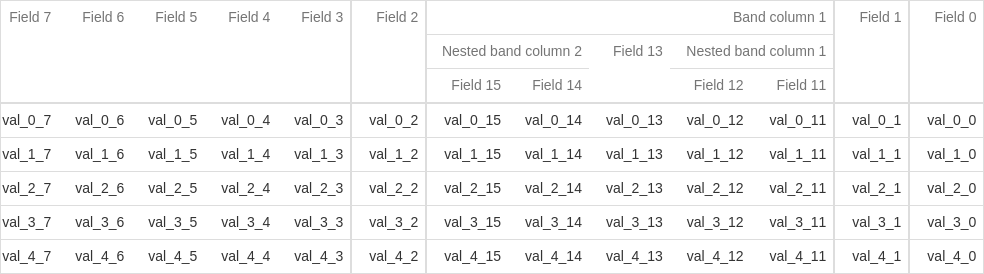 Field 7 Field 6 Field 5 Field 4 Field 3 Field 2 Band column 1 Field 1 Field 0
Nested band column 2 Field 13 Nested band column 1
Field 15 Field 14 Field 12 Field 11
val_0_7 val_0_6 val_0_5 val_0_4 val_0_3 val_0_2 val_0_15 val_0_14 val_0_13 val_0_12 val_0_11 val_0_1 val_0_0
val_1_7 val_1_6 val_1_5 val_1_4 val_1_3 val_1_2 val_1_15 val_1_14 val_1_13 val_1_12 val_1_11 val_1_1 val_1_0
val_2_7 val_2_6 val_2_5 val_2_4 val_2_3 val_2_2 val_2_15 val_2_14 val_2_13 val_2_12 val_2_11 val_2_1 val_2_0
val_3_7 val_3_6 val_3_5 val_3_4 val_3_3 val_3_2 val_3_15 val_3_14 val_3_13 val_3_12 val_3_11 val_3_1 val_3_0
val_4_7 val_4_6 val_4_5 val_4_4 val_4_3 val_4_2 val_4_15 val_4_14 val_4_13 val_4_12 val_4_11 val_4_1 val_4_0